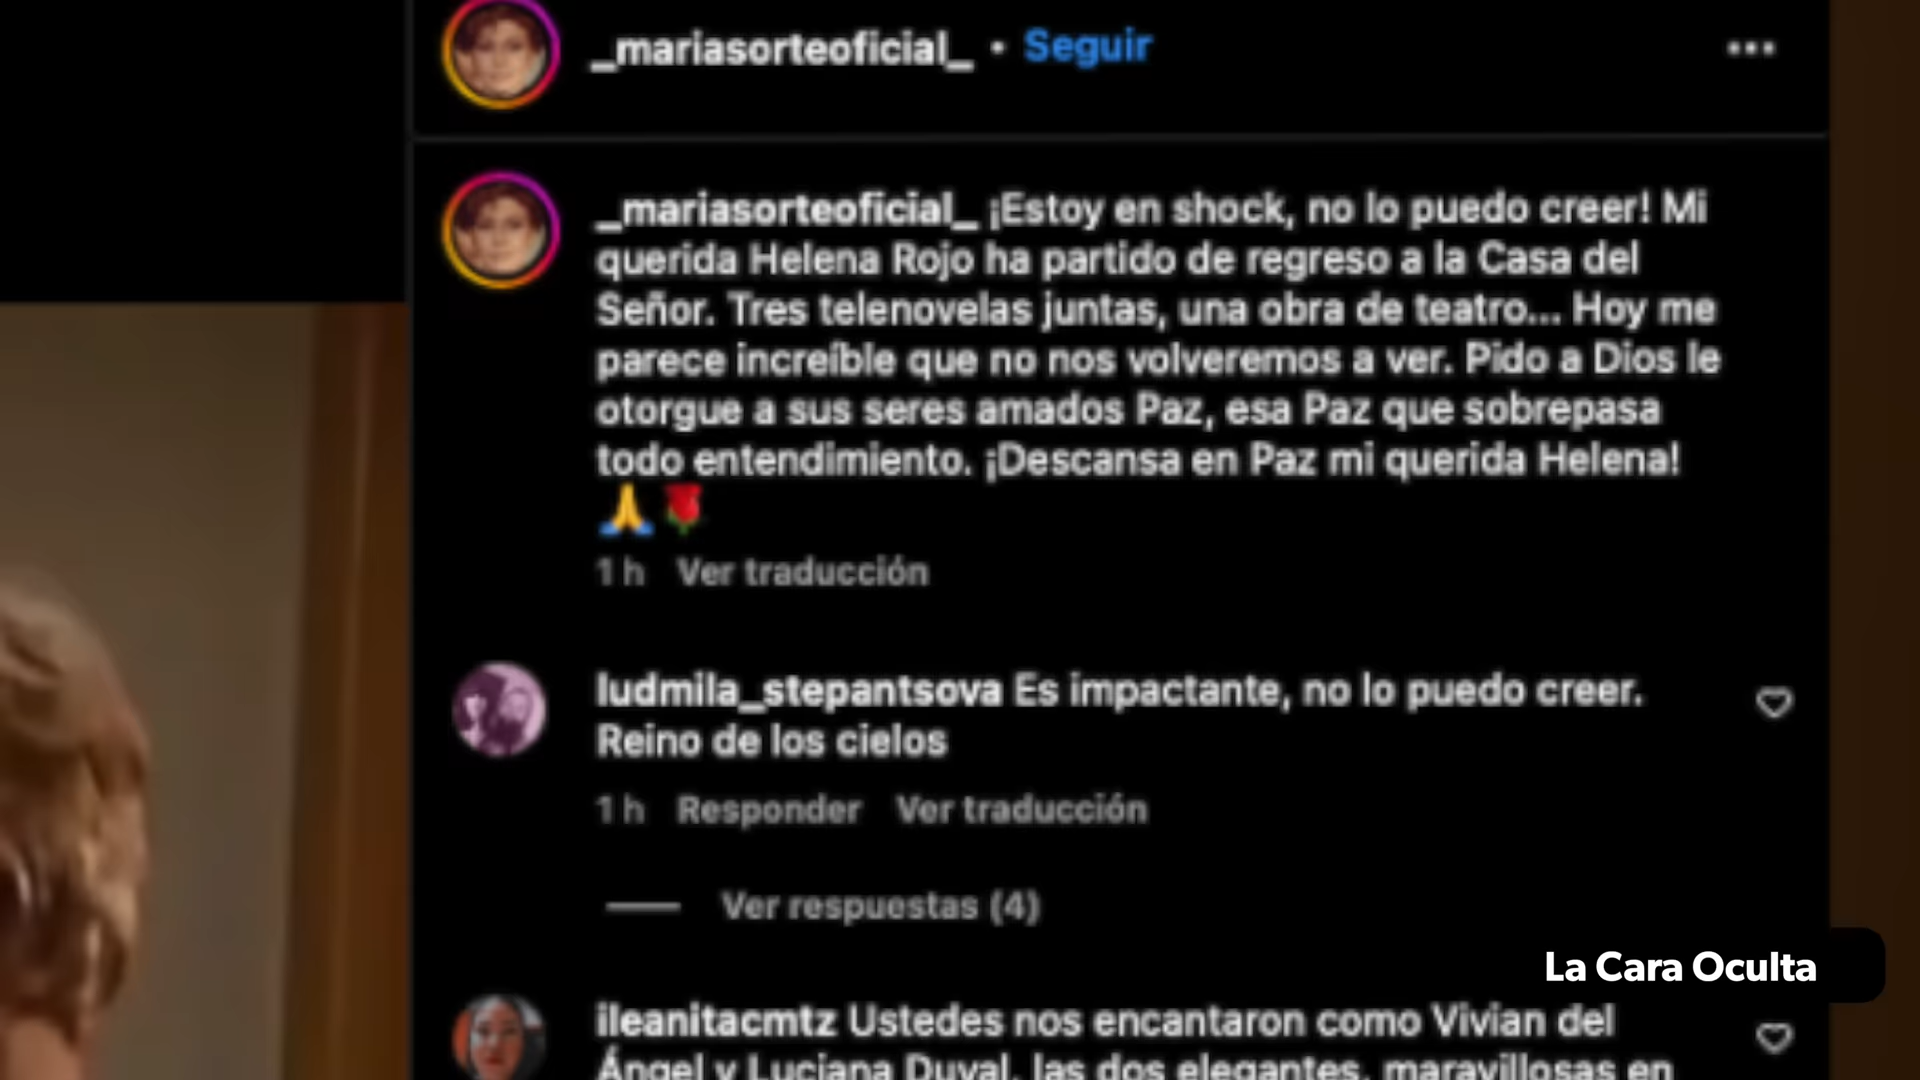 _mariasorteoficial_ • Seguir
_mariasorteoficial_ ¡Estoy en shock, no lo puedo creer! Mi
querida Helena Rojo ha partido de regreso a la Casa del
Señor. Tres telenovelas juntas, una obra de teatro... Hoy me
parece increíble que no nos volveremos a ver. Pido a Dios le
otorgue a sus seres amados Paz, esa Paz que sobrepasa
todo entendimiento. ¡Descansa en Paz mi querida Helena!
🙏🌹
1 h Ver traducción
ludmila_stepantsova Es impactante, no lo puedo creer.
Reino de los cielos
1 h Responder Ver traducción
Ver respuestas (4)
La Cara Oculta
ileanitacmtz Ustedes nos encantaron como Vivian del
Ángel y Luciana Duval, las dos elegantes, maravillosas en